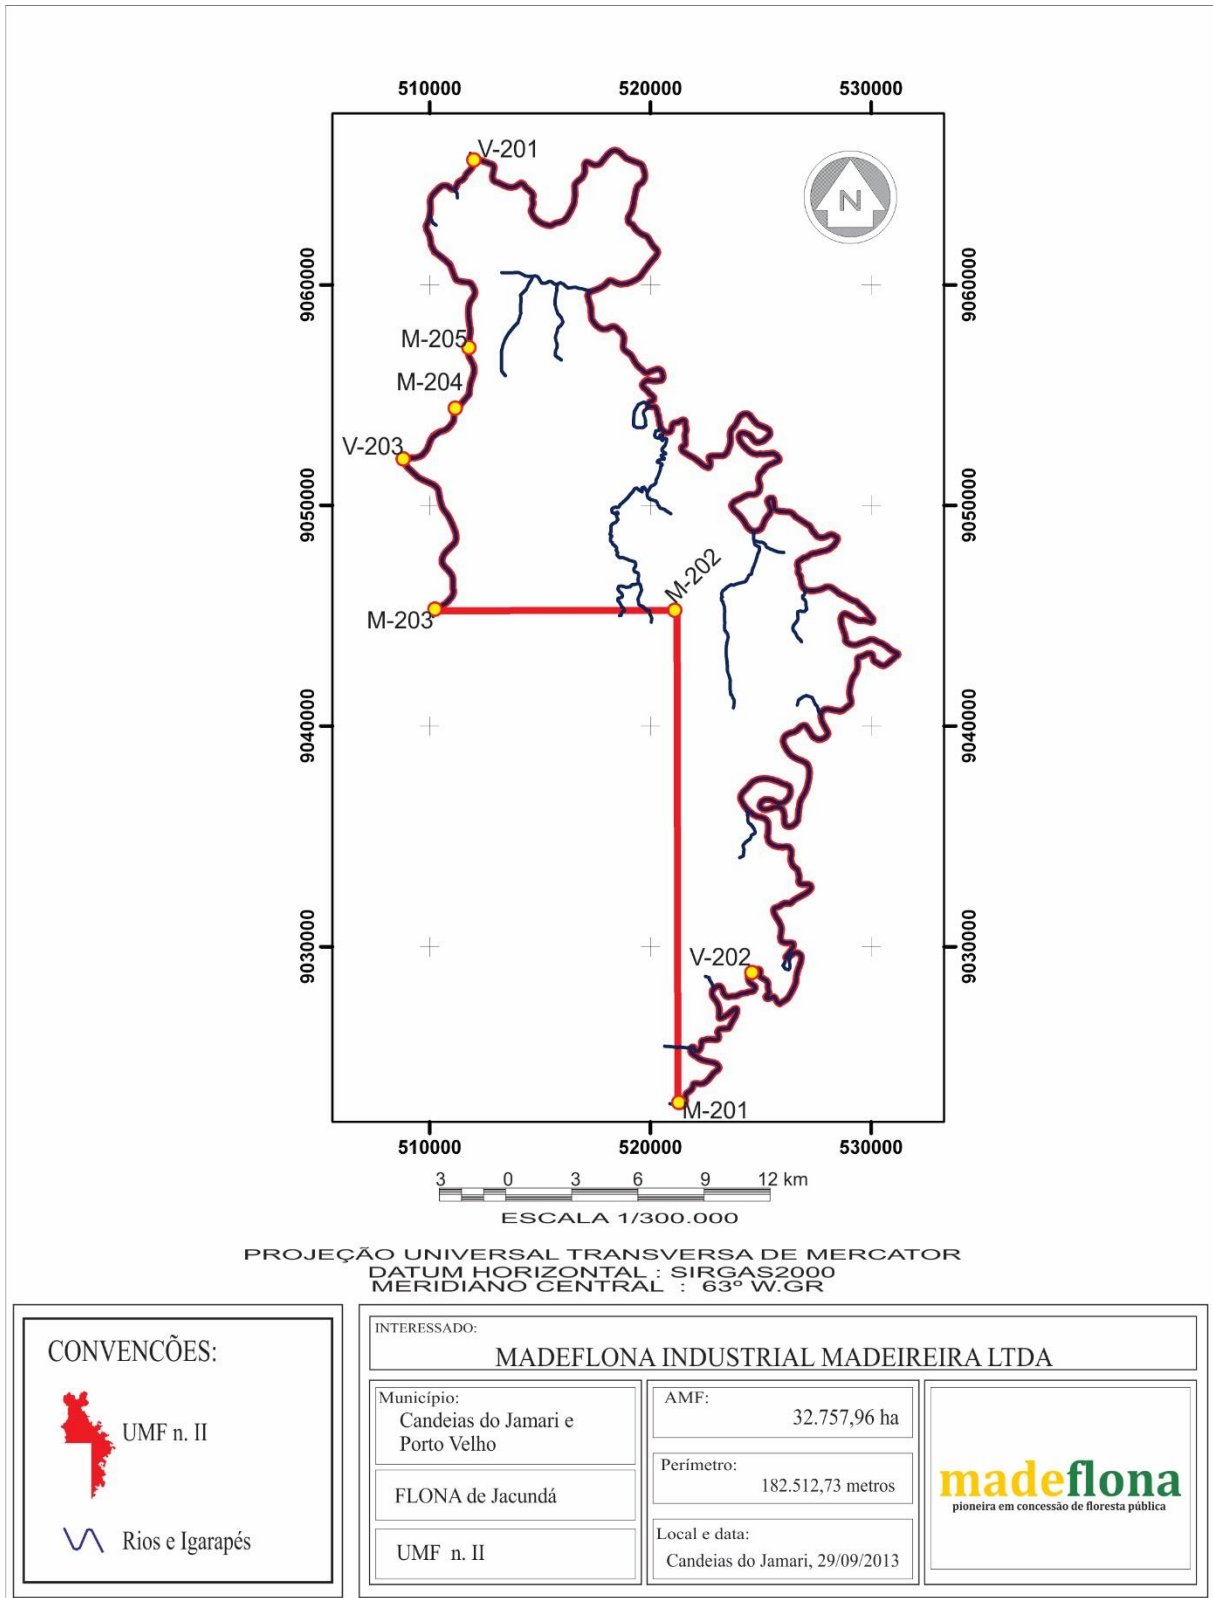 510000 520000 530000
V-201
N
9060000 9060000
M-205
M-204
V-203
9050000 9050000
M-202
M-203
9040000 9040000
V-202
9030000 9030000
M-201
510000 520000 530000
3 0 3 6 9 12 km
ESCALA 1/300.000
PROJEÇÃO UNIVERSAL TRANSVERSA DE MERCATOR
DATUM HORIZONTAL : SIRGAS2000
MERIDIANO CENTRAL : 63º W.GR
CONVENCÕES:
UMF n. II
Rios e Igarapés
INTERESSADO:
MADEFLONA INDUSTRIAL MADEIREIRA LTDA
Município:
Candeias do Jamari e
Porto Velho
FLONA de Jacundá
UMF n. II
AMF:
32.757,96 ha
Perímetro:
182.512,73 metros
Local e data:
Candeias do Jamari, 29/09/2013
madeflona
pioneira em concessão de floresta pública